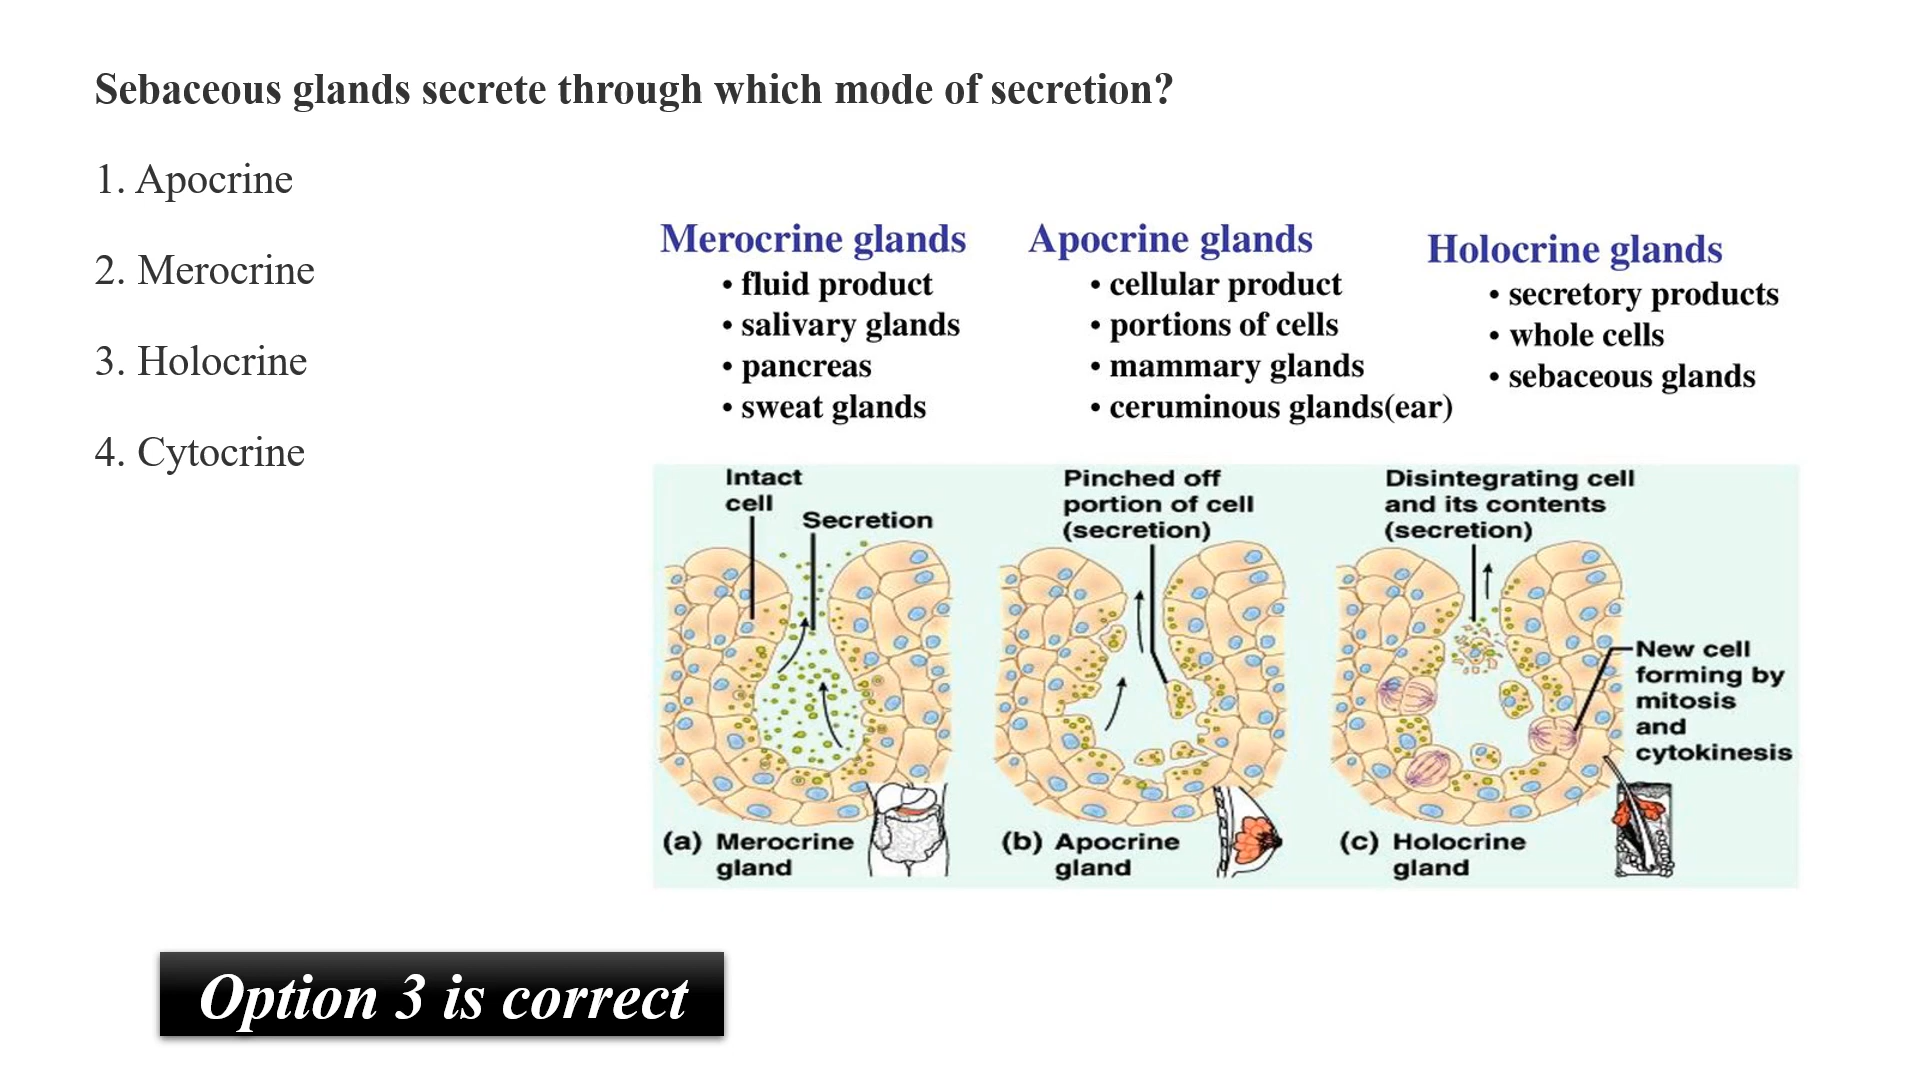 Sebaceous glands secrete through which mode of secretion?
1. Apocrine
2. Merocrine
3. Holocrine
4. Cytocrine
Merocrine glands
• fluid product
• salivary glands
• pancreas
• sweat glands
Apocrine glands
• cellular product
• portions of cells
• mammary glands
• ceruminous glands(ear)
Holocrine glands
• secretory products
• whole cells
• sebaceous glands
Intact
cell
Secretion
(a) Merocrine
gland
Pinched off
portion of cell
(secretion)
(b) Apocrine
gland
Disintegrating cell
and its contents
(secretion)
New cell
forming by
mitosis
and
cytokinesis
(c) Holocrine
gland
Option 3 is correct